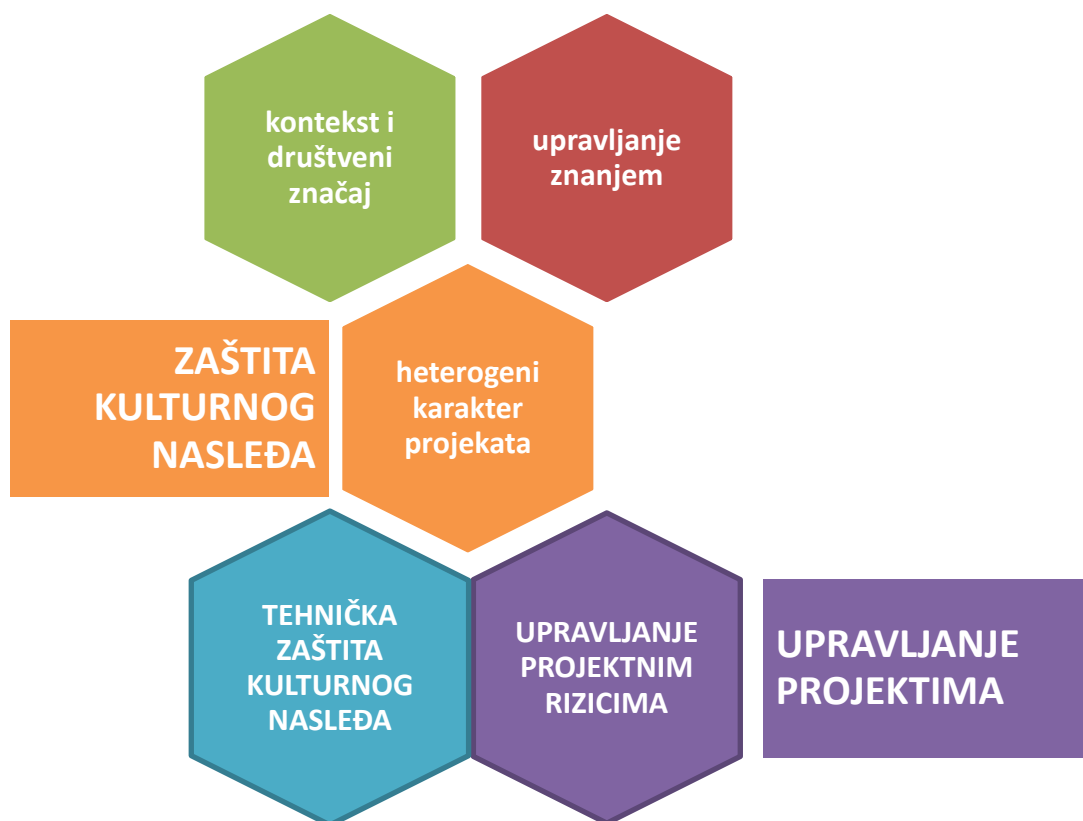 kontekst i
društveni
značaj
upravljanje
znanjem
ZAŠTITA
KULTURNOG
NASLEĐA
heterogeni
karakter
projekata
TEHNIČKA
ZAŠTITA
KULTURNOG
NASLEĐA
UPRAVLJANJE
PROJEKTNIM
RIZICIMA
UPRAVLJANJE
PROJEKTIMA